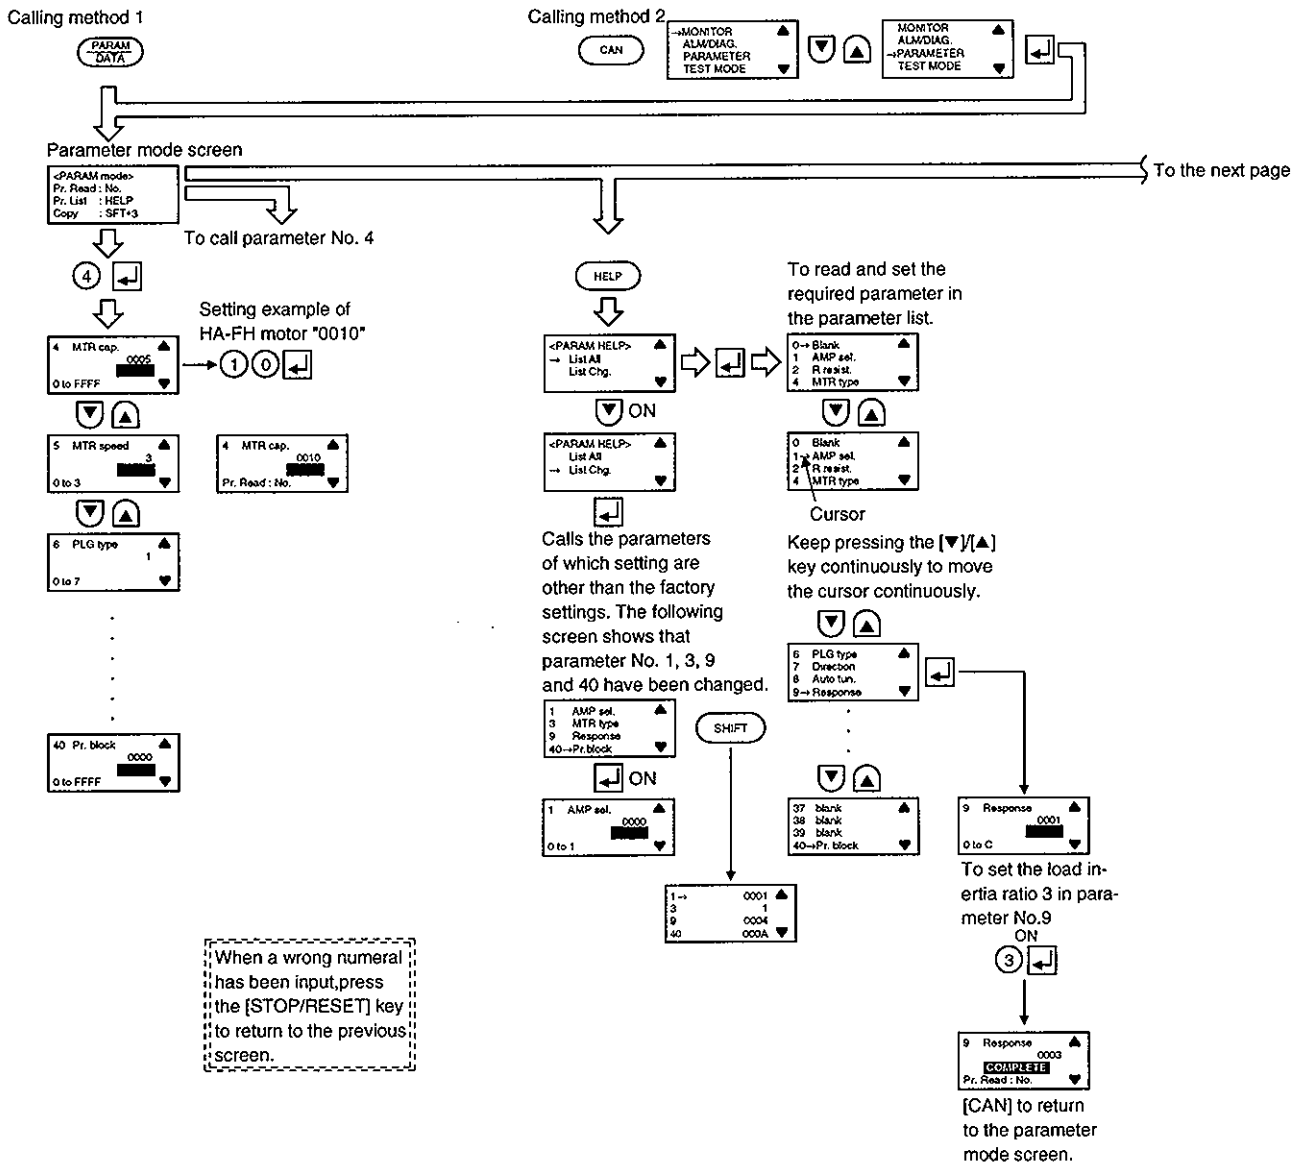 Calling method 1
PARAM
DATA
Calling method 2
CAN
→MONITOR
ALM/DIAG.
PARAMETER
TEST MODE
MONITOR
ALM/DIAG.
→PARAMETER
TEST MODE
Parameter mode screen
<PARAM mode>
Pr. Read : No.
Pr. List : HELP
Copy : SFT+3
To the next page
To call parameter No. 4
4
Setting example of
HA-FH motor "0010"
4 MTR cap.
0005
0 to FFFF
1 0
5 MTR speed
3
0 to 3
4 MTR cap.
0010
Pr. Read : No.
6 PLG type
1
0 to 7
40 Pr. block
0000
0 to FFFF
When a wrong numeral
has been input,press
the [STOP/RESET] key
to return to the previous
screen.
HELP
<PARAM HELP>
→ List All
List Chg.
▼ ON
<PARAM HELP>
List All
→ List Chg.
Calls the parameters
of which setting are
other than the factory
settings. The following
screen shows that
parameter No. 1, 3, 9
and 40 have been changed.
1 AMP sel.
3 MTR type
9 Response
40→Pr.block
ON
1 AMP sel.
0000
0 to 1
SHIFT
1→ 0001
3 1
9 0004
40 000A
To read and set the
required parameter in
the parameter list.
0→ Blank
1 AMP sel.
2 R resist.
4 MTR type
0 Blank
1→ AMP sel.
2 R resist.
4 MTR type
Cursor
Keep pressing the [▼]/[▲]
key continuously to move
the cursor continuously.
6 PLG type
7 Direction
8 Auto tun.
9→ Response
37 blank
38 blank
39 blank
40→Pr. block
9 Response
0001
0 to C
To set the load in-
ertia ratio 3 in para-
meter No.9
ON
3
9 Response
0003
COMPLETE
Pr. Read : No.
[CAN] to return
to the parameter
mode screen.